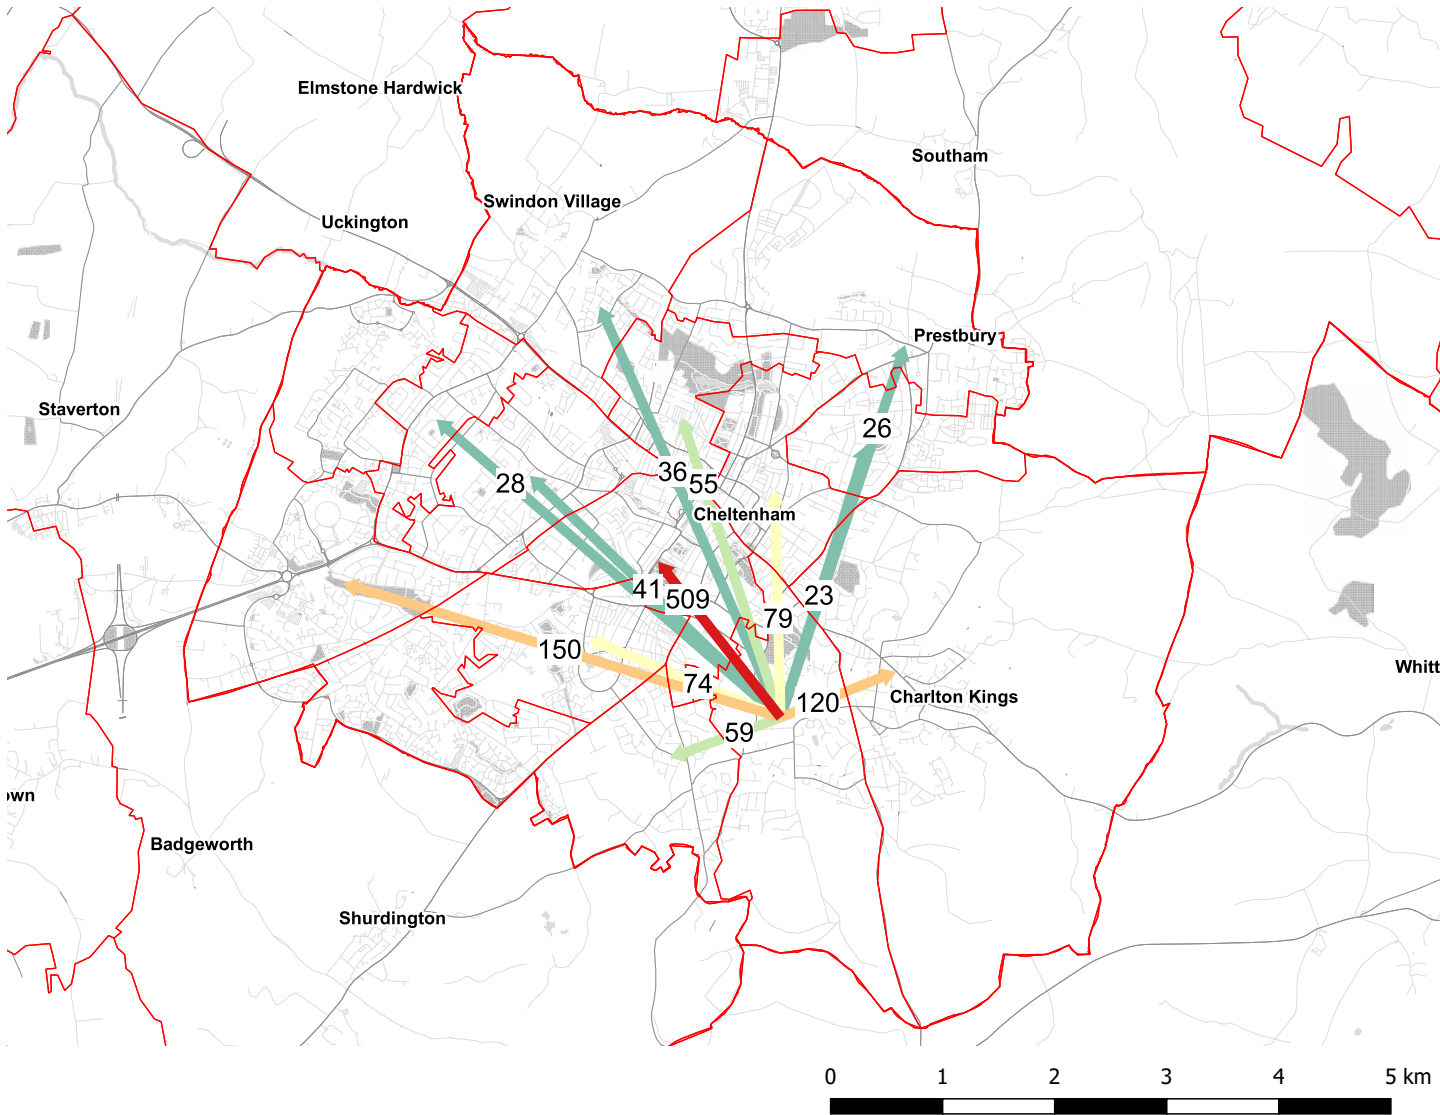 Elmstone Hardwick
Southam
Swindon Village
Uckington
Prestbury
Staverton
26
36
55
28
Cheltenham
41
509
23
79
150
Whitt
74
120
Charlton Kings
59
own
Badgeworth
Shurdington
0 1 2 3 4 5 km